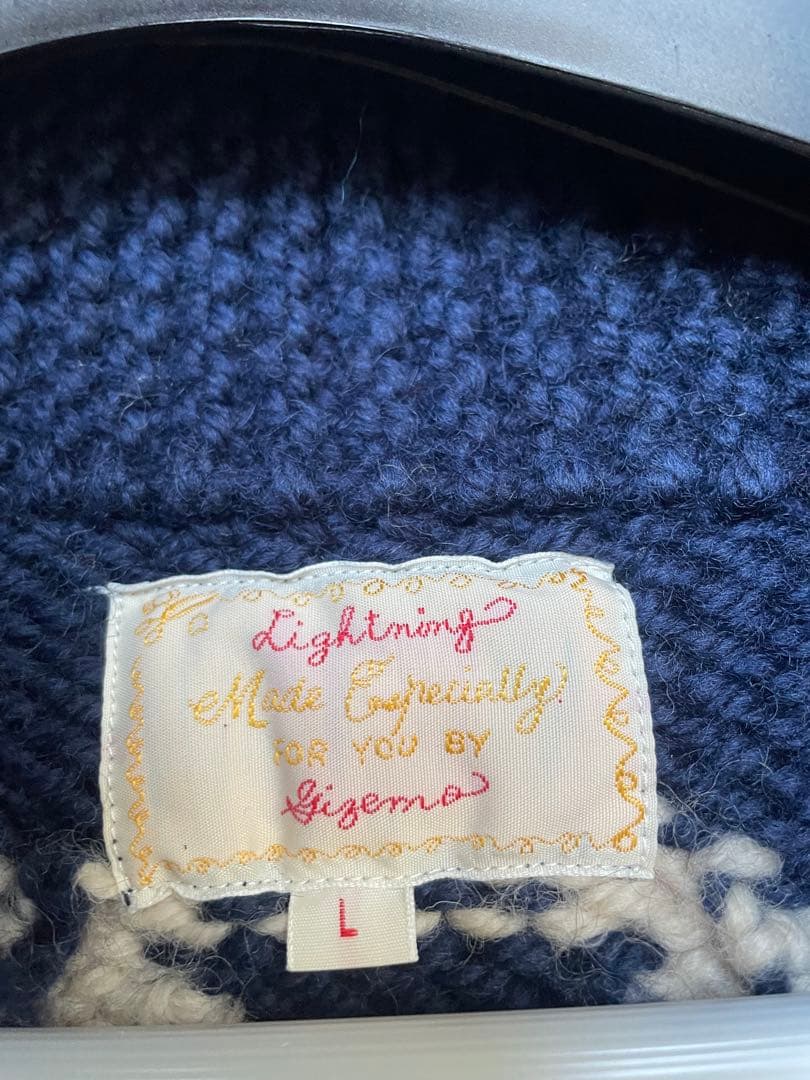 Lightning
Made Especially
FOR YOU BY
Gizemo
L